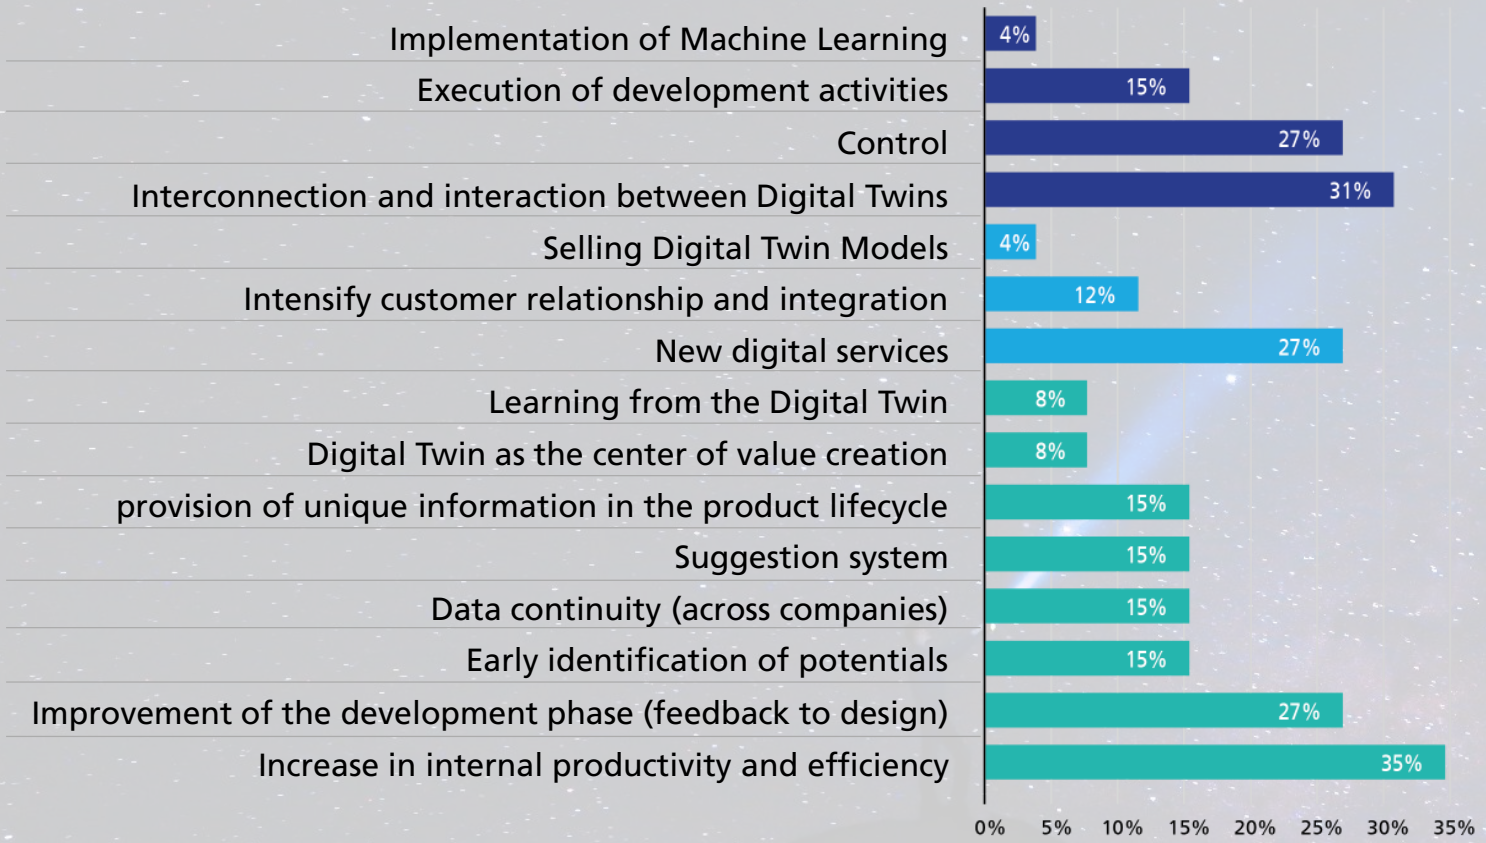 Implementation of Machine Learning 4%
Execution of development activities 15%
Control 27%
Interconnection and interaction between Digital Twins 31%
Selling Digital Twin Models 4%
Intensify customer relationship and integration 12%
New digital services 27%
Learning from the Digital Twin 8%
Digital Twin as the center of value creation 8%
provision of unique information in the product lifecycle 15%
Suggestion system 15%
Data continuity (across companies) 15%
Early identification of potentials 15%
Improvement of the development phase (feedback to design) 27%
Increase in internal productivity and efficiency 35%
0% 5% 10% 15% 20% 25% 30% 35%